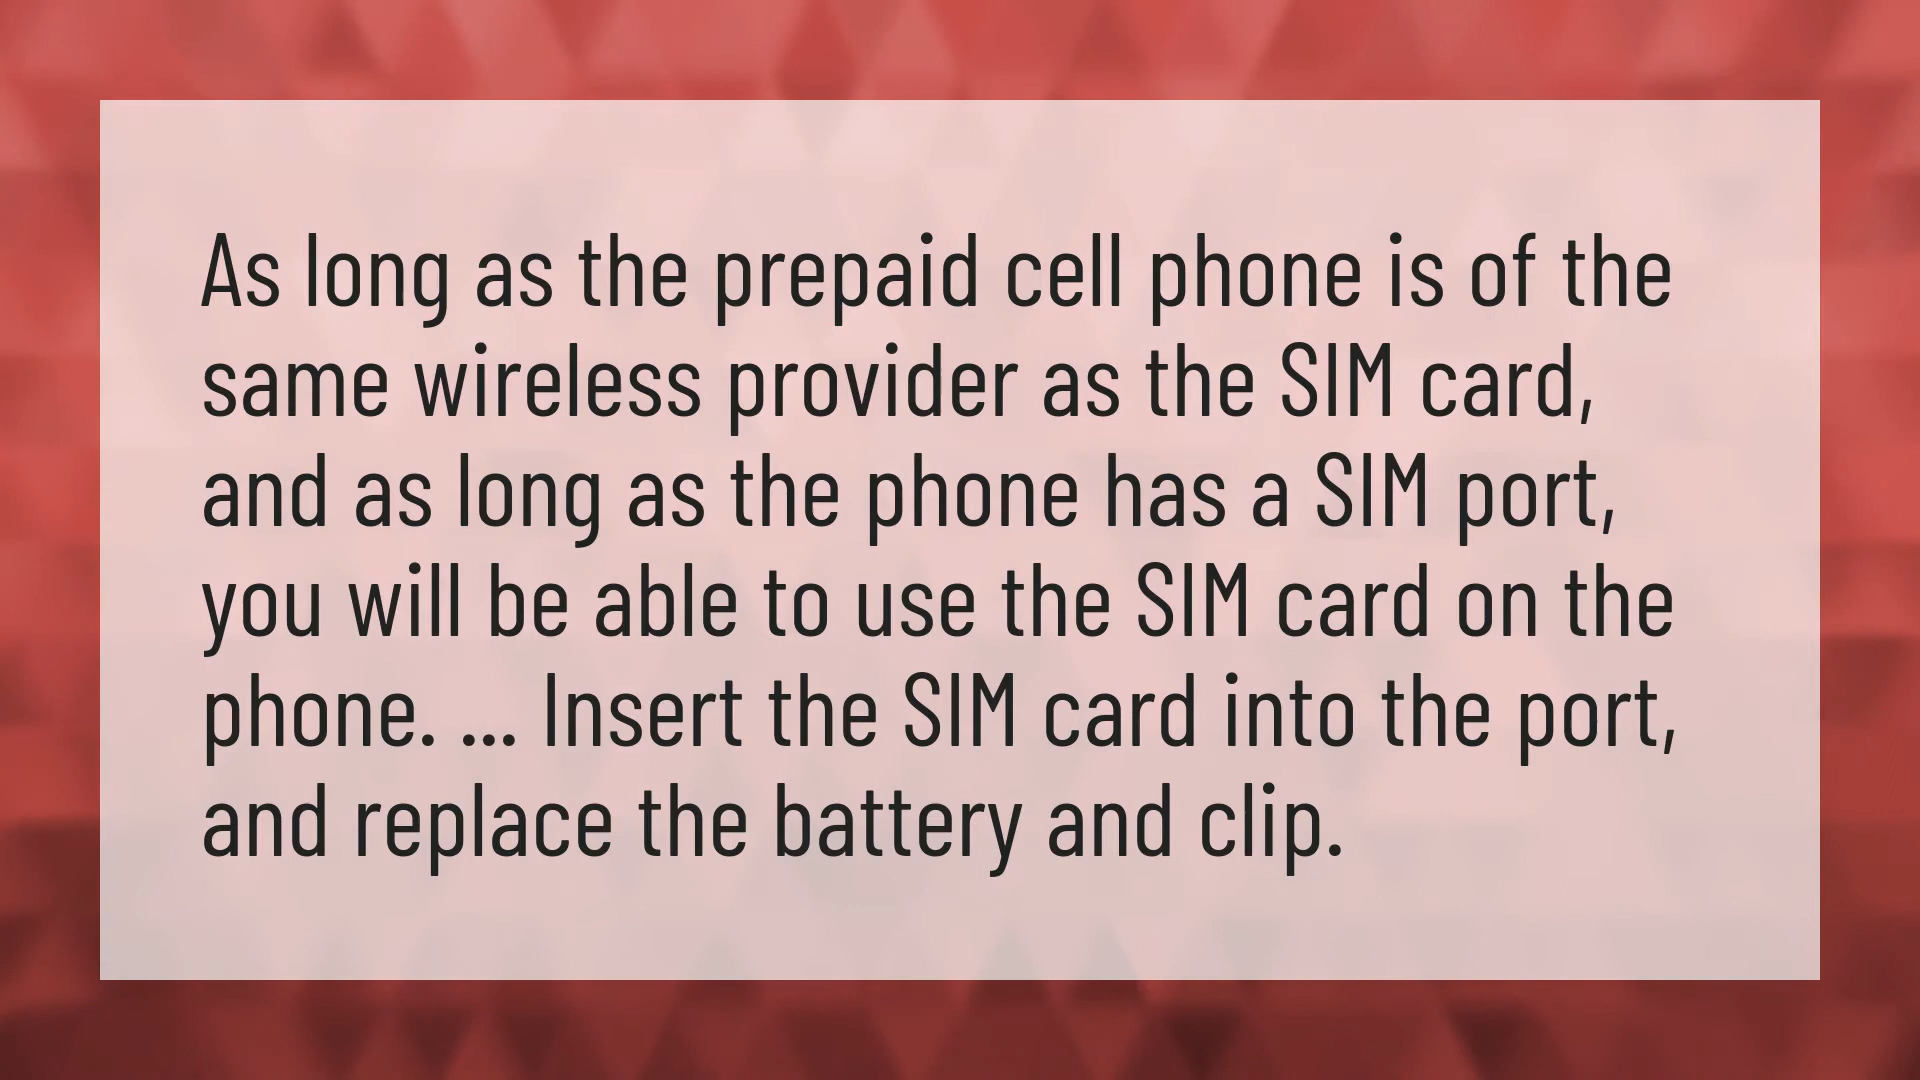 As long as the prepaid cell phone is of the
same wireless provider as the SIM card,
and as long as the phone has a SIM port,
you will be able to use the SIM card on the
phone. ... Insert the SIM card into the port,
and replace the battery and clip.